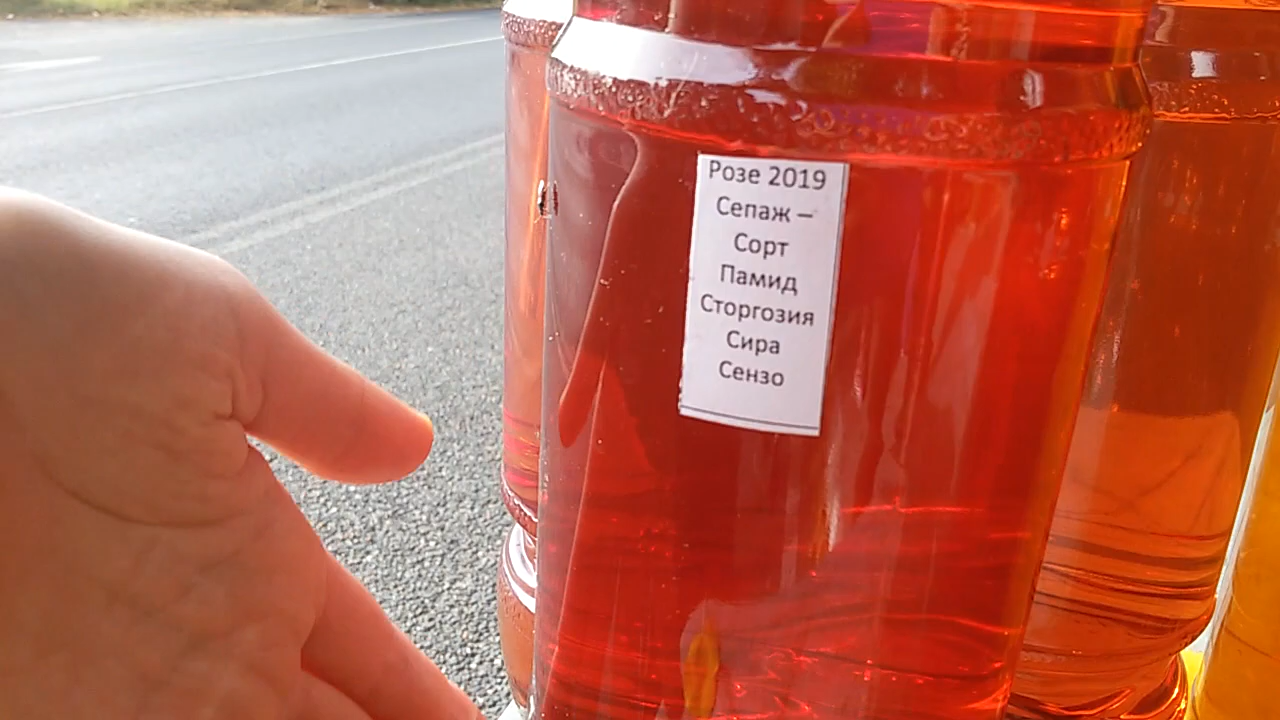 Розе 2019
Сепаж –
Сорт
Памид
Сторгозия
Сира
Сензо